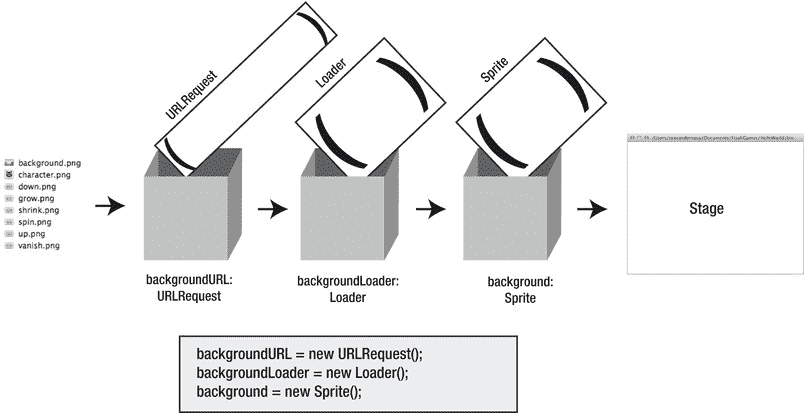 URLRequest
Loader
Sprite
background.png
character.png
down.png
grow.png
shrink.png
spin.png
up.png
vanish.png
Stage
backgroundURL:
URLRequest
backgroundLoader:
Loader
background:
Sprite
backgroundURL = new URLRequest();
backgroundLoader = new Loader();
background = new Sprite();